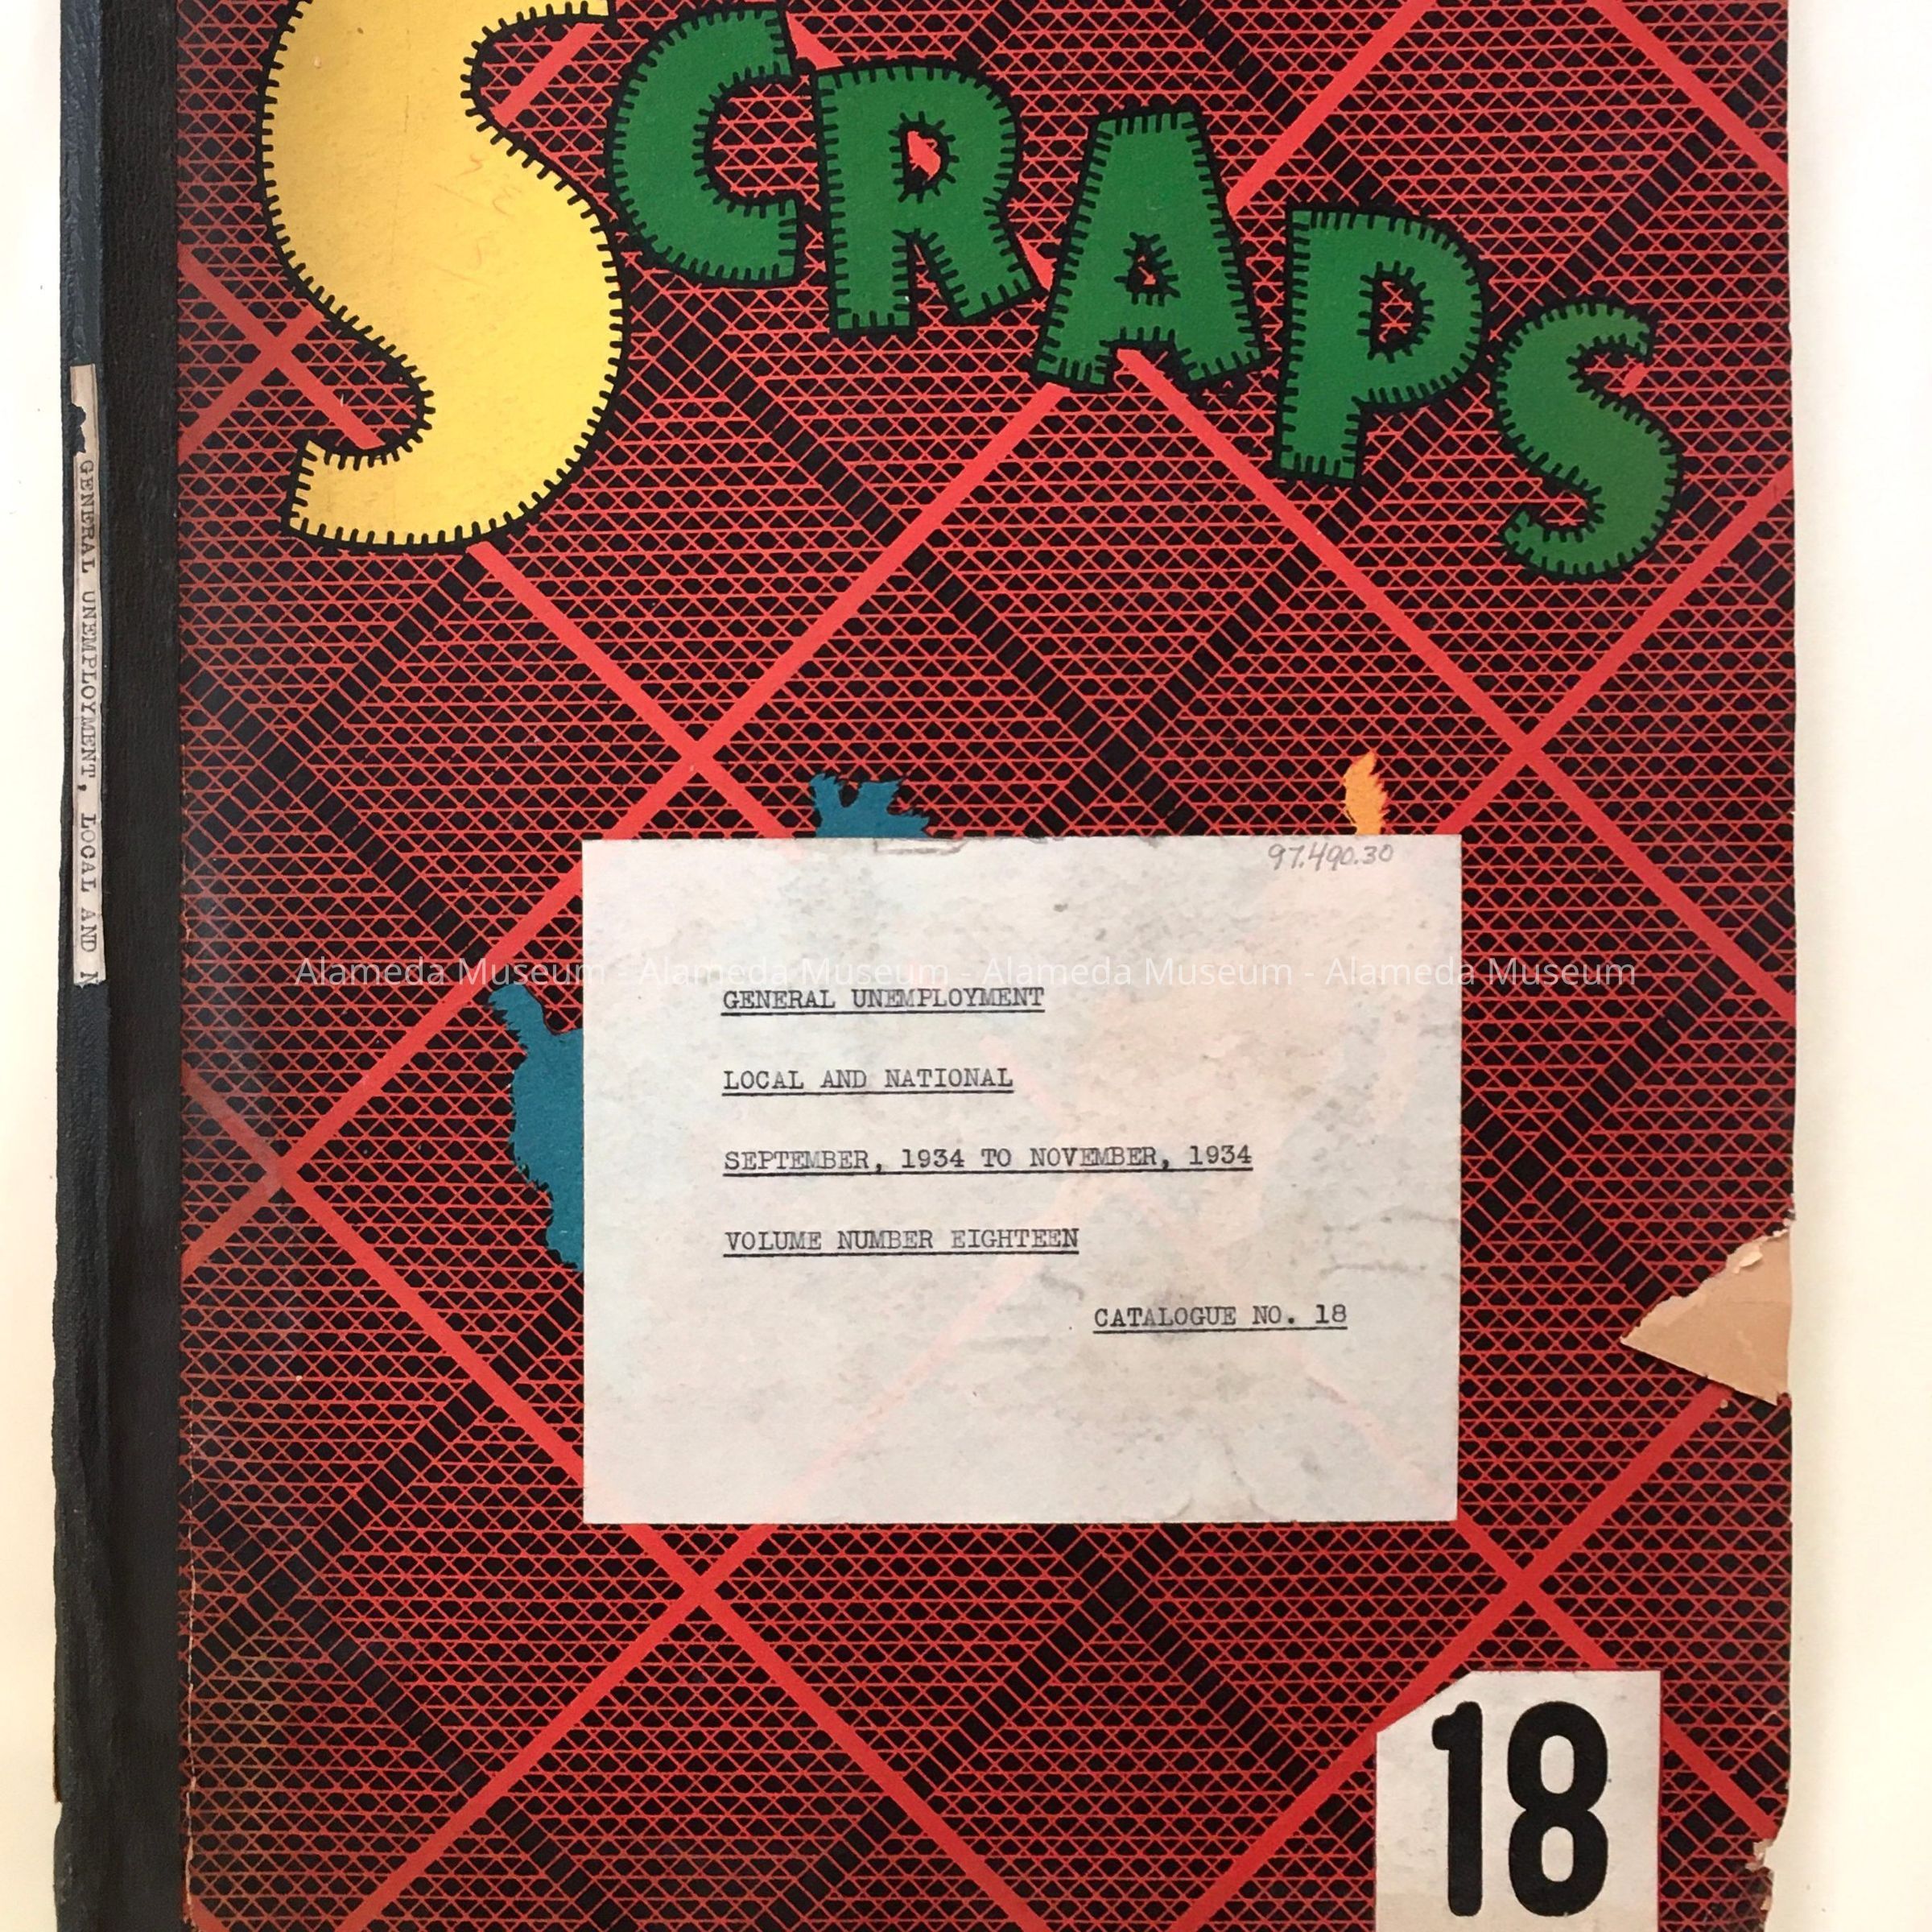 SCRAPS
GENERAL UNEMPLOYMENT, LOCAL AND N
97.490.30
Alameda Museum - Alameda Museum - Alameda Museum - Alameda Museum
GENERAL UNEMPLOYMENT
LOCAL AND NATIONAL
SEPTEMBER, 1934 TO NOVEMBER, 1934
VOLUME NUMBER EIGHTEEN
CATALOGUE NO. 18
18